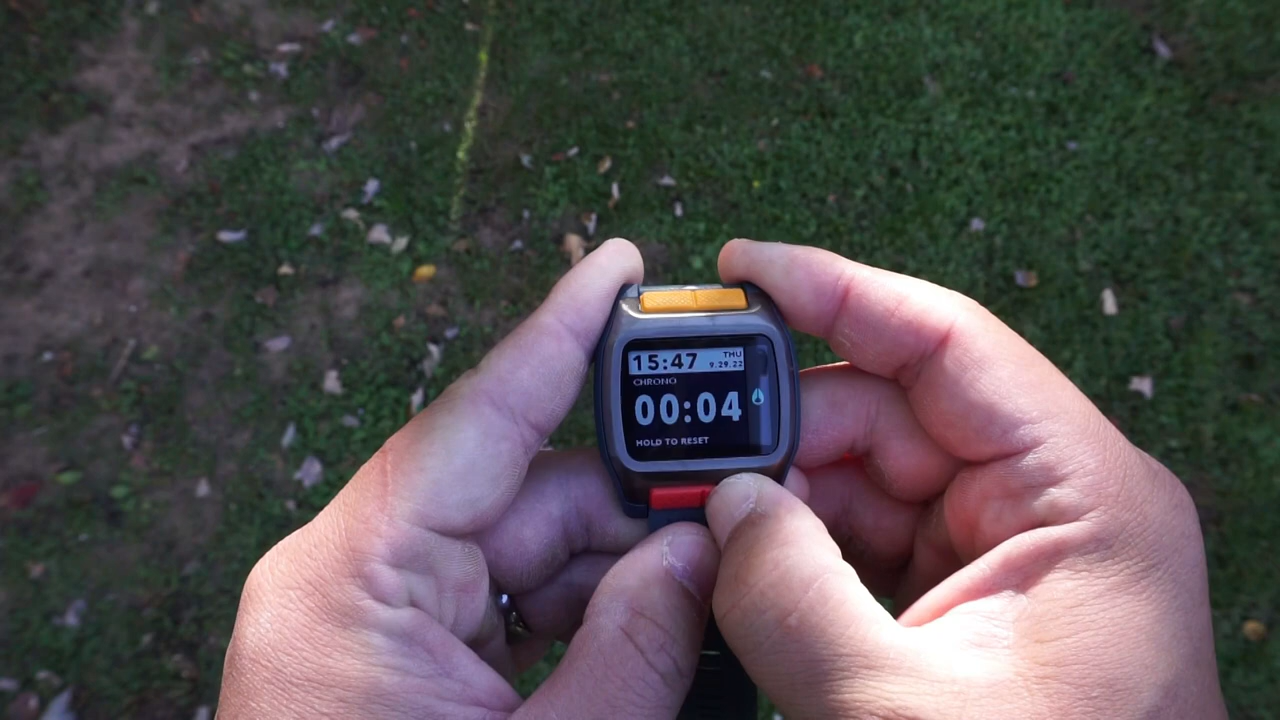 15:47 THU
9.29.22
CHRONO
00:04
HOLD TO RESET